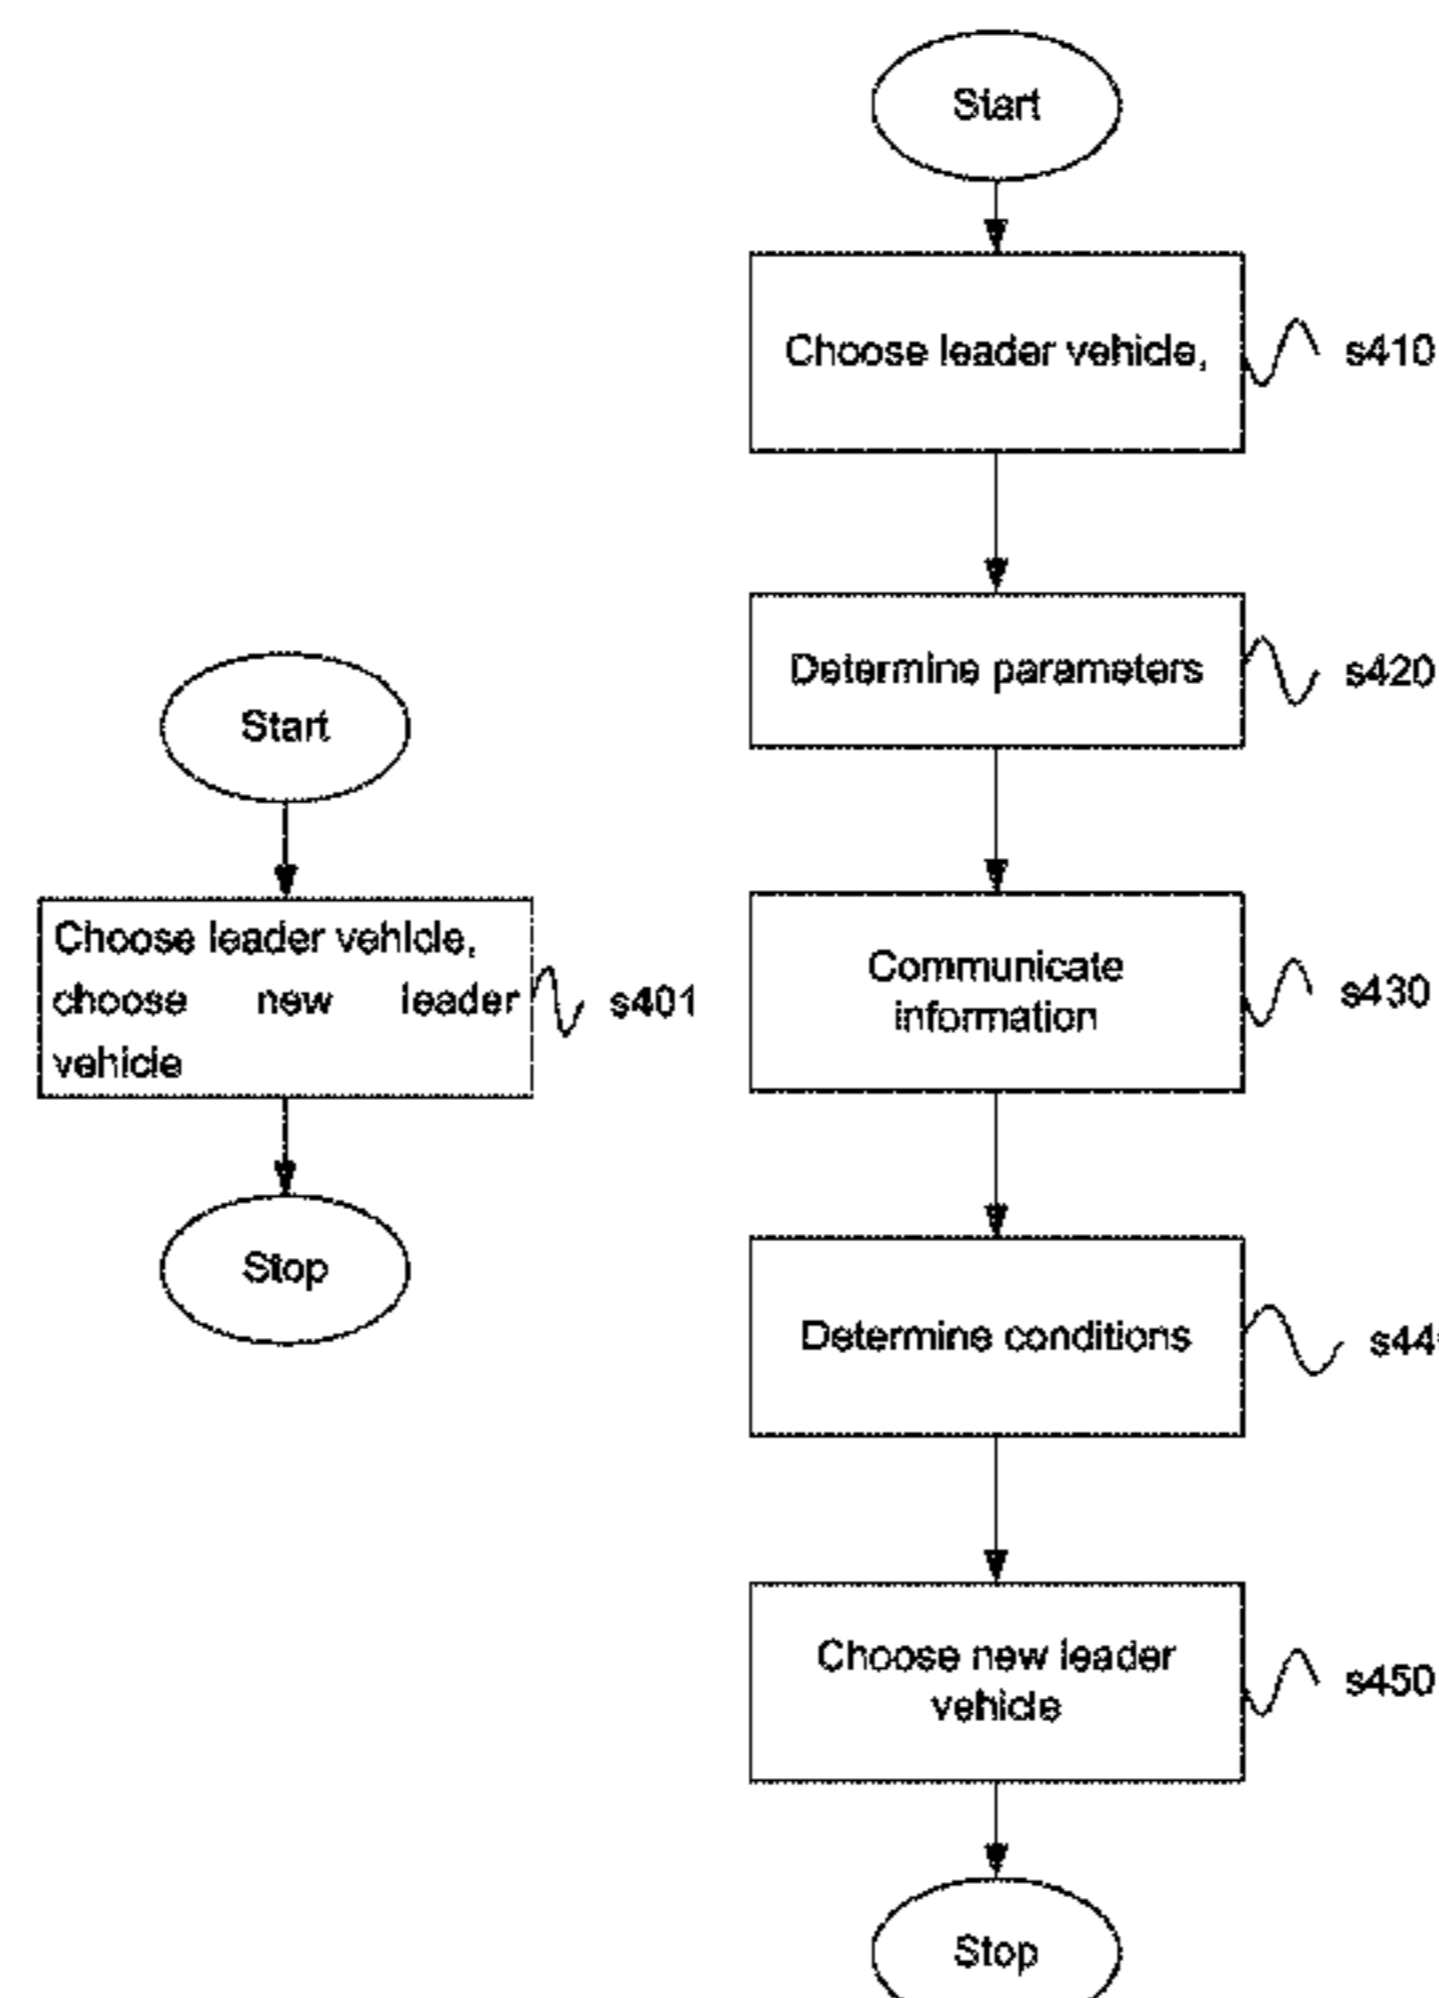 Start
Choose leader vehicle,
choose new leader
vehicle
s401
Stop
Start
Choose leader vehicle,
s410
Determine parameters
s420
Communicate
information
s430
Determine conditions
Choose new leader
vehicle
s450
Stop